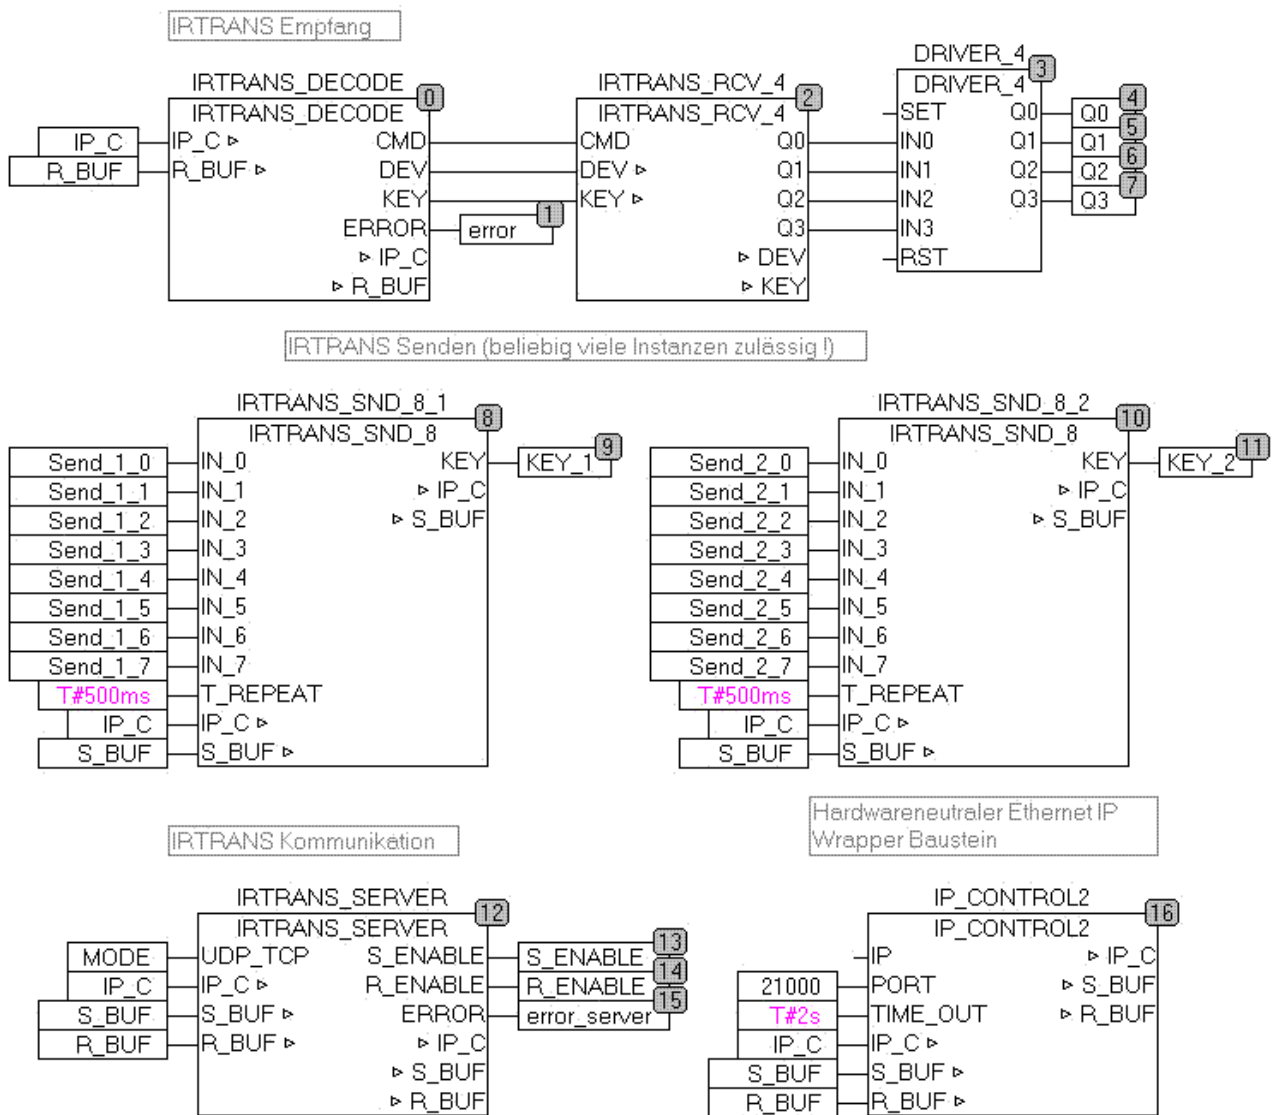 IRTRANS Empfang
DRIVER_4
3
IRTRANS_DECODE
0
IRTRANS_RCV_4
2
DRIVER_4
4
IRTRANS_DECODE
IRTRANS_RCV_4
SET Q0 Q0
5
IP_C IP_C ▹ CMD CMD Q0 IN0 Q1 Q1
6
R_BUF R_BUF ▹ DEV DEV ▹ Q1 IN1 Q2 Q2
7
KEY KEY ▹ Q2 IN2 Q3 Q3
1
ERROR error Q3 IN3
▹ IP_C ▹ DEV RST
▹ R_BUF ▹ KEY
IRTRANS Senden (beliebig viele Instanzen zulässig !)
IRTRANS_SND_8_1
8
IRTRANS_SND_8
9
Send_1_0 IN_0 KEY KEY_1
Send_1_1 IN_1 ▹ IP_C
Send_1_2 IN_2 ▹ S_BUF
Send_1_3 IN_3
Send_1_4 IN_4
Send_1_5 IN_5
Send_1_6 IN_6
Send_1_7 IN_7
T#500ms T_REPEAT
IP_C IP_C ▹
S_BUF S_BUF ▹
IRTRANS_SND_8_2
10
IRTRANS_SND_8
11
Send_2_0 IN_0 KEY KEY_2
Send_2_1 IN_1 ▹ IP_C
Send_2_2 IN_2 ▹ S_BUF
Send_2_3 IN_3
Send_2_4 IN_4
Send_2_5 IN_5
Send_2_6 IN_6
Send_2_7 IN_7
T#500ms T_REPEAT
IP_C IP_C ▹
S_BUF S_BUF ▹
IRTRANS Kommunikation
IRTRANS_SERVER
12
IRTRANS_SERVER
13
MODE UDP_TCP S_ENABLE S_ENABLE
14
IP_C IP_C ▹ R_ENABLE R_ENABLE
15
S_BUF S_BUF ▹ ERROR error_server
R_BUF R_BUF ▹ ▹ IP_C
▹ S_BUF
▹ R_BUF
Hardwareneutraler Ethernet IP
Wrapper Baustein
IP_CONTROL2
16
IP_CONTROL2
IP ▹ IP_C
21000 PORT ▹ S_BUF
T#2s TIME_OUT ▹ R_BUF
IP_C IP_C ▹
S_BUF S_BUF ▹
R_BUF R_BUF ▹